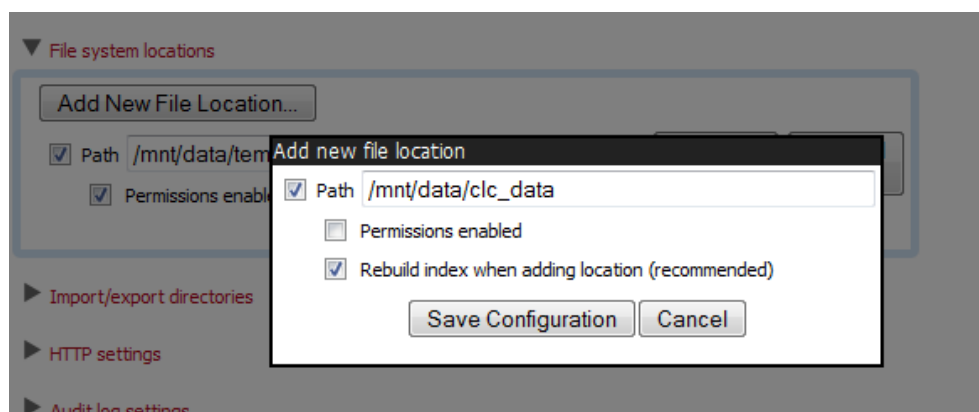 File system locations
Add New File Location...
Path /mnt/data/tem
Permissions enabl
Add new file location
Path /mnt/data/clc_data
Permissions enabled
Rebuild index when adding location (recommended)
Save Configuration Cancel
Import/export directories
HTTP settings
Audit log settings